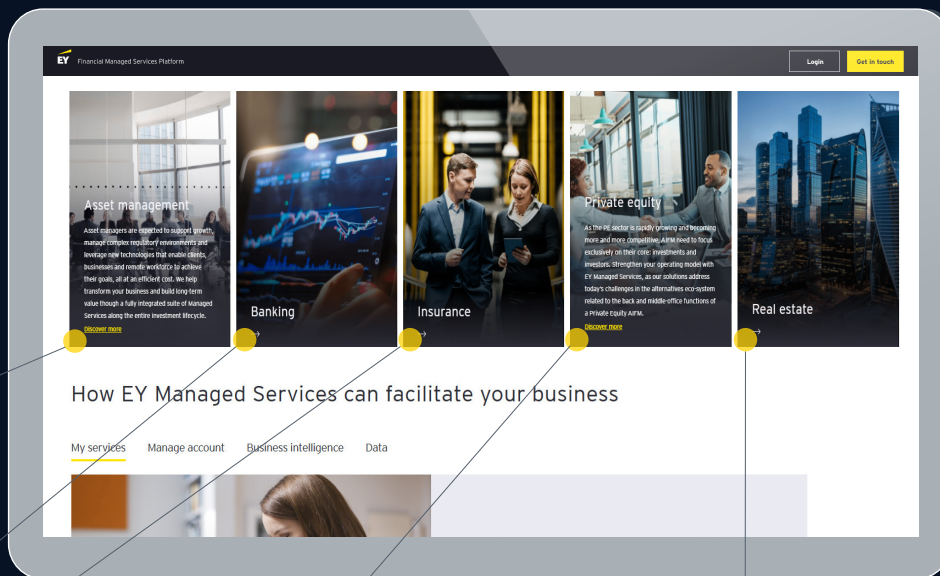 EY
Financial Managed Services Platform
Login
Get in touch
Asset management
Asset managers are expected to support growth,
manage complex regulatory environments and
leverage new technologies that enable clients,
businesses and remote workforce to achieve
their goals, all at an efficient cost. We help
transform your business and build long-term
value though a fully integrated suite of Managed
Services along the entire investment lifecycle.
Discover more
Banking
Insurance
Private equity
As the PE sector is rapidly growing and becoming
more and more competitive, AIFM need to focus
exclusively on their core: investments and
investors. Strengthen your operating model with
EY Managed Services, as our solutions address
today's challenges in the alternatives eco-system
related to the back and middle-office functions of
a Private Equity AIFM.
Discover more
Real estate
How EY Managed Services can facilitate your business
My services
Manage account
Business intelligence
Data